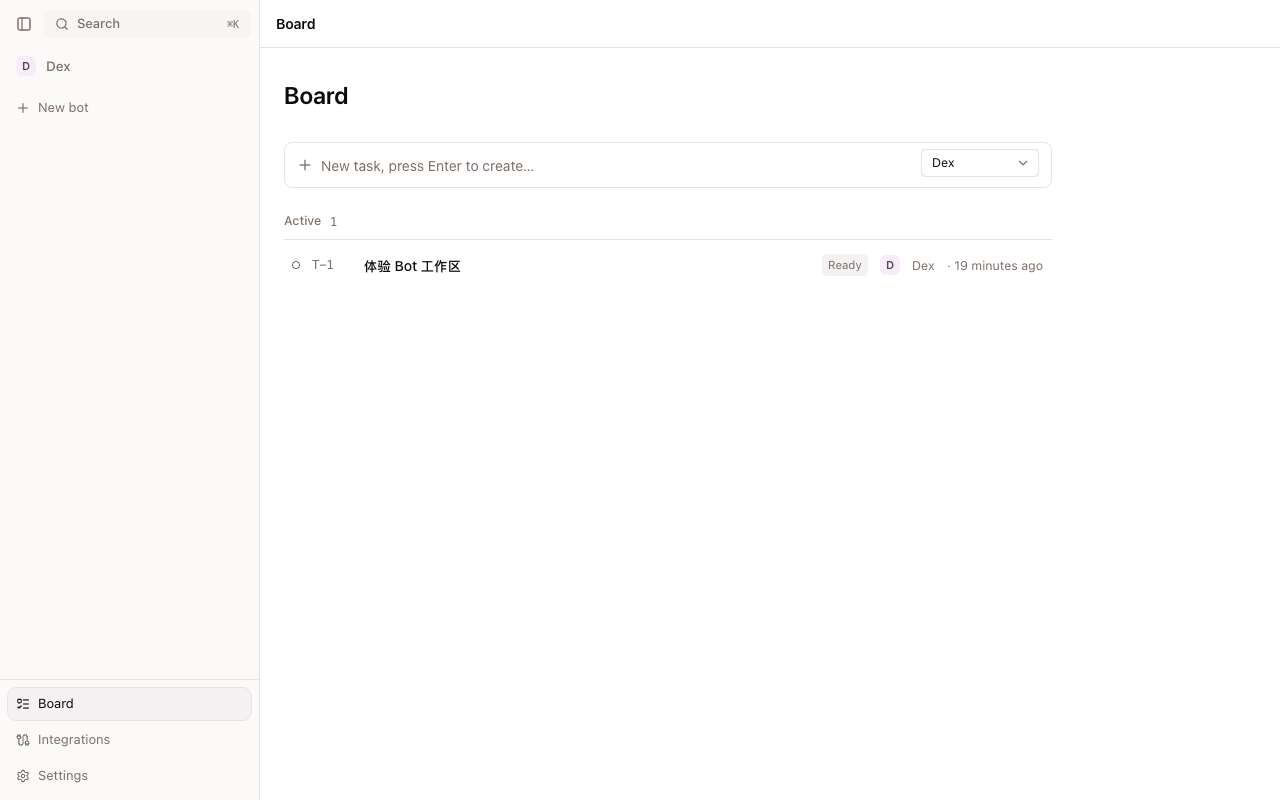 Search ⌘K
D Dex
New bot
Board
Integrations
Settings
Board
Board
New task, press Enter to create...
Dex
Active 1
T-1 体验 Bot 工作区 Ready D Dex · 19 minutes ago